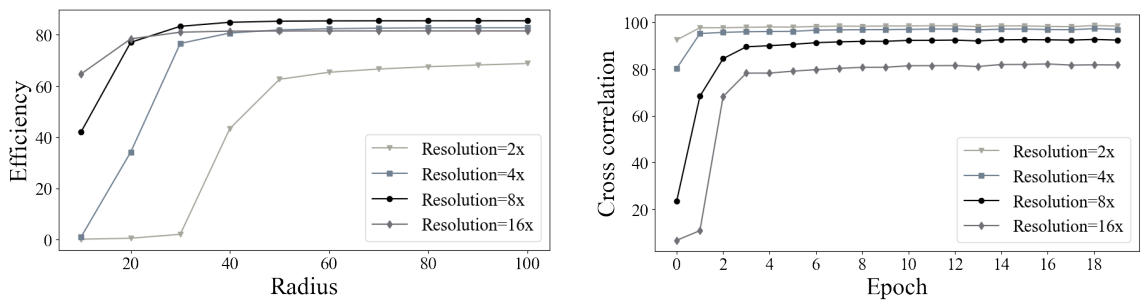 Efficiency
80
60
40
20
0
20
40
60
80
100
Radius
Resolution=2x
Resolution=4x
Resolution=8x
Resolution=16x
Cross correlation
100
80
60
40
20
0
2
4
6
8
10
12
14
16
18
Epoch
Resolution=2x
Resolution=4x
Resolution=8x
Resolution=16x